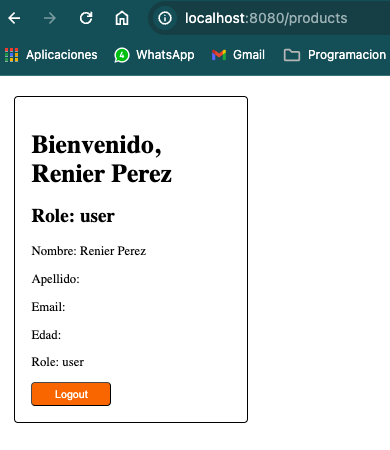 localhost:8080/products
Aplicaciones WhatsApp Gmail Programacion
4
Bienvenido,
Renier Perez
Role: user
Nombre: Renier Perez
Apellido:
Email:
Edad:
Role: user
Logout